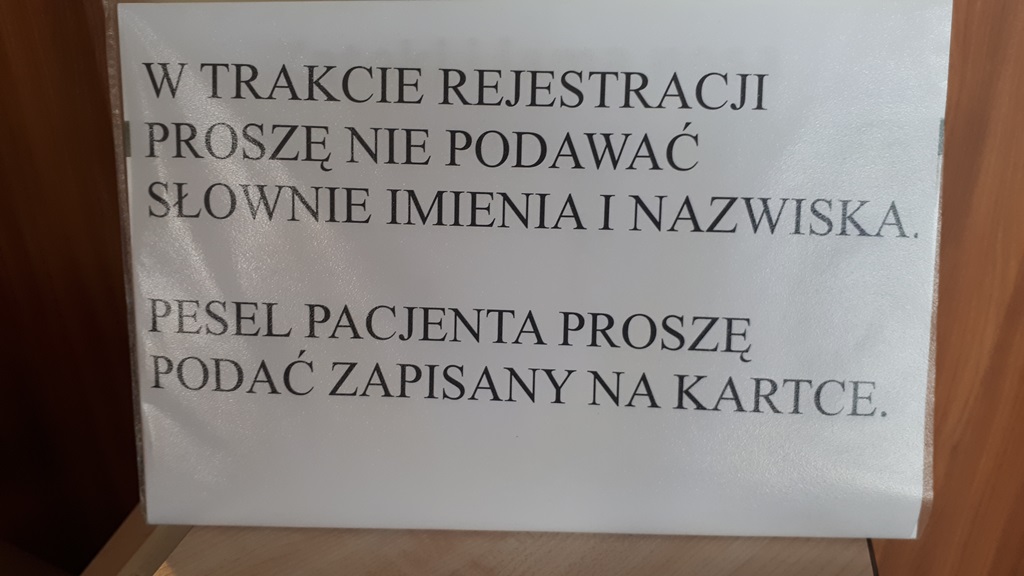 W TRAKCIE REJESTRACJI
PROSZĘ NIE PODAWAĆ
SŁOWNIE IMIENIA I NAZWISKA.
PESEL PACJENTA PROSZĘ
PODAĆ ZAPISANY NA KARTCE.